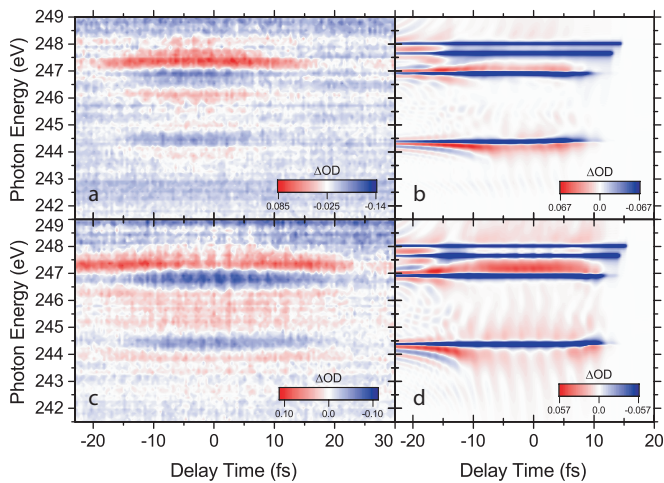 249
248
247
246
245
244
243
242
Photon Energy (eV)
a
ΔOD
0.085
-0.025
-0.14
b
ΔOD
0.067
0.0
-0.067
249
248
247
246
245
244
243
242
Photon Energy (eV)
c
ΔOD
0.10
0.0
-0.10
d
ΔOD
0.057
0.0
-0.057
-20 -10 0 10 20 30
-20 -10 0 10 20
Delay Time (fs)
Delay Time (fs)